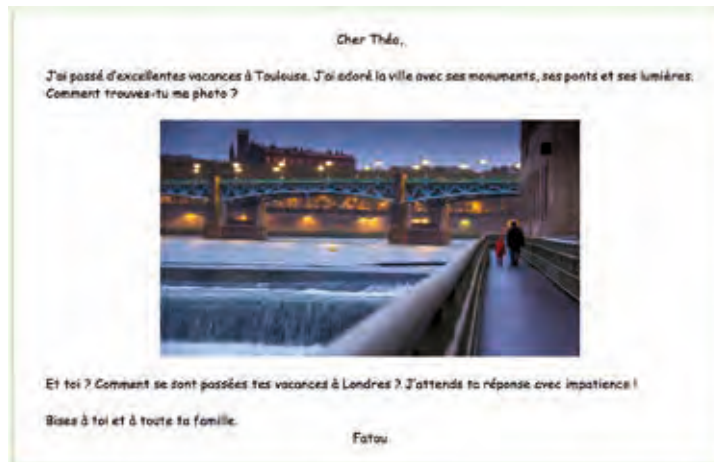 Cher Théo,
J'ai passé d'excellentes vacances à Toulouse. J'ai adoré la ville avec ses monuments, ses ponts et ses lumières.
Comment trouves-tu ma photo ?
Et toi ? Comment se sont passées tes vacances à Londres ? J'attends ta réponse avec impatience !
Bises à toi et à toute ta famille.
Fatou